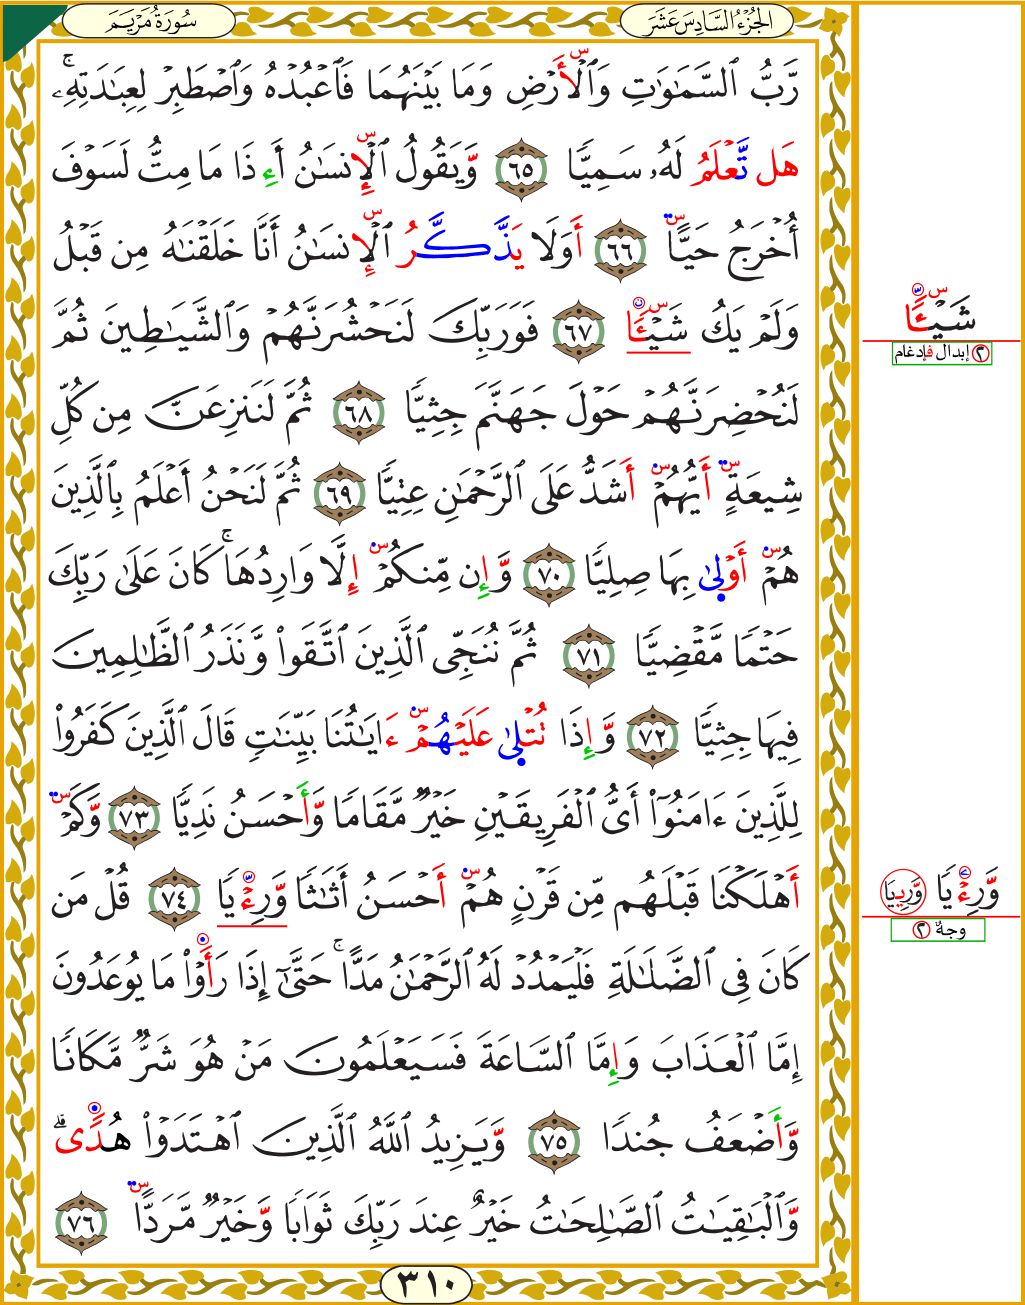 الجُزْءُ السَّادِسَ عَشَرَ
سُورَةُ مَرْيَمَ
رَّبُّ ٱلسَّمَٰوَٰتِ وَٱلْأَرْضِ وَمَا بَيْنَهُمَا فَٱعْبُدْهُ وَٱصْطَبِرْ لِعِبَٰدَتِهِۦۚ
هَل تَّعْلَمُ لَهُۥ سَمِيًّا ٦٥ وَيَقُولُ ٱلْإِنسَٰنُ أَءِذَا مَا مِتُّ لَسَوْفَ
أُخْرَجُ حَيًّا ٦٦ أَوَلَا يَذَّكَّرُ ٱلْإِنسَٰنُ أَنَّا خَلَقْنَٰهُ مِن قَبْلُ
وَلَمْ يَكُ شَيْـًٔا ٦٧ فَوَرَبِّكَ لَنَحْشُرَنَّهُمْ وَٱلشَّيَٰطِينَ ثُمَّ
لَنُحْضِرَنَّهُمْ حَوْلَ جَهَنَّمَ جِثِيًّا ٦٨ ثُمَّ لَنَنزِعَنَّ مِن كُلِّ
شِيعَةٍ أَيُّهُمْ أَشَدُّ عَلَى ٱلرَّحْمَٰنِ عِتِيًّا ٦٩ ثُمَّ لَنَحْنُ أَعْلَمُ بِٱلَّذِينَ
هُمْ أَوْلَىٰ بِهَا صِلِيًّا ٧٠ وَإِن مِّنكُمْ إِلَّا وَارِدُهَاۚ كَانَ عَلَىٰ رَبِّكَ
حَتْمًا مَّقْضِيًّا ٧١ ثُمَّ نُنَجِّى ٱلَّذِينَ ٱتَّقَوا۟ وَّنَذَرُ ٱلظَّٰلِمِينَ
فِيهَا جِثِيًّا ٧٢ وَإِذَا تُتْلَىٰ عَلَيْهُمْ ءَايَٰتُنَا بَيِّنَٰتٍ قَالَ ٱلَّذِينَ كَفَرُوا۟
لِلَّذِينَ ءَامَنُوٓا۟ أَىُّ ٱلْفَرِيقَيْنِ خَيْرٌ مَّقَامًا وَّأَحْسَنُ نَدِيًّا ٧٣ وَّكَمْ
أَهْلَكْنَا قَبْلَهُم مِّن قَرْنٍ هُمْ أَحْسَنُ أَثَٰثًا وَّرِءْيًا ٧٤ قُلْ مَن
كَانَ فِى ٱلضَّلَٰلَةِ فَلْيَمْدُدْ لَهُ ٱلرَّحْمَٰنُ مَدًّاۚ حَتَّىٰٓ إِذَا رَأَوْا۟ مَا يُوعَدُونَ
إِمَّا ٱلْعَذَابَ وَإِمَّا ٱلسَّاعَةَ فَسَيَعْلَمُونَ مَنْ هُوَ شَرٌّ مَّكَانًا
وَّأَضْعَفُ جُندًا ٧٥ وَّيَزِيدُ ٱللَّهُ ٱلَّذِينَ ٱهْتَدَوْا۟ هُدًىۗ
وَّٱلْبَٰقِيَٰتُ ٱلصَّٰلِحَٰتُ خَيْرٌ عِندَ رَبِّكَ ثَوَابًا وَّخَيْرٌ مَّرَدًّا ٧٦
شَيْـًٔا
٢ إبدال فإدغام
وَّرِءْيًا وَّرِييَا
وجهٌ ٢
٣١٠